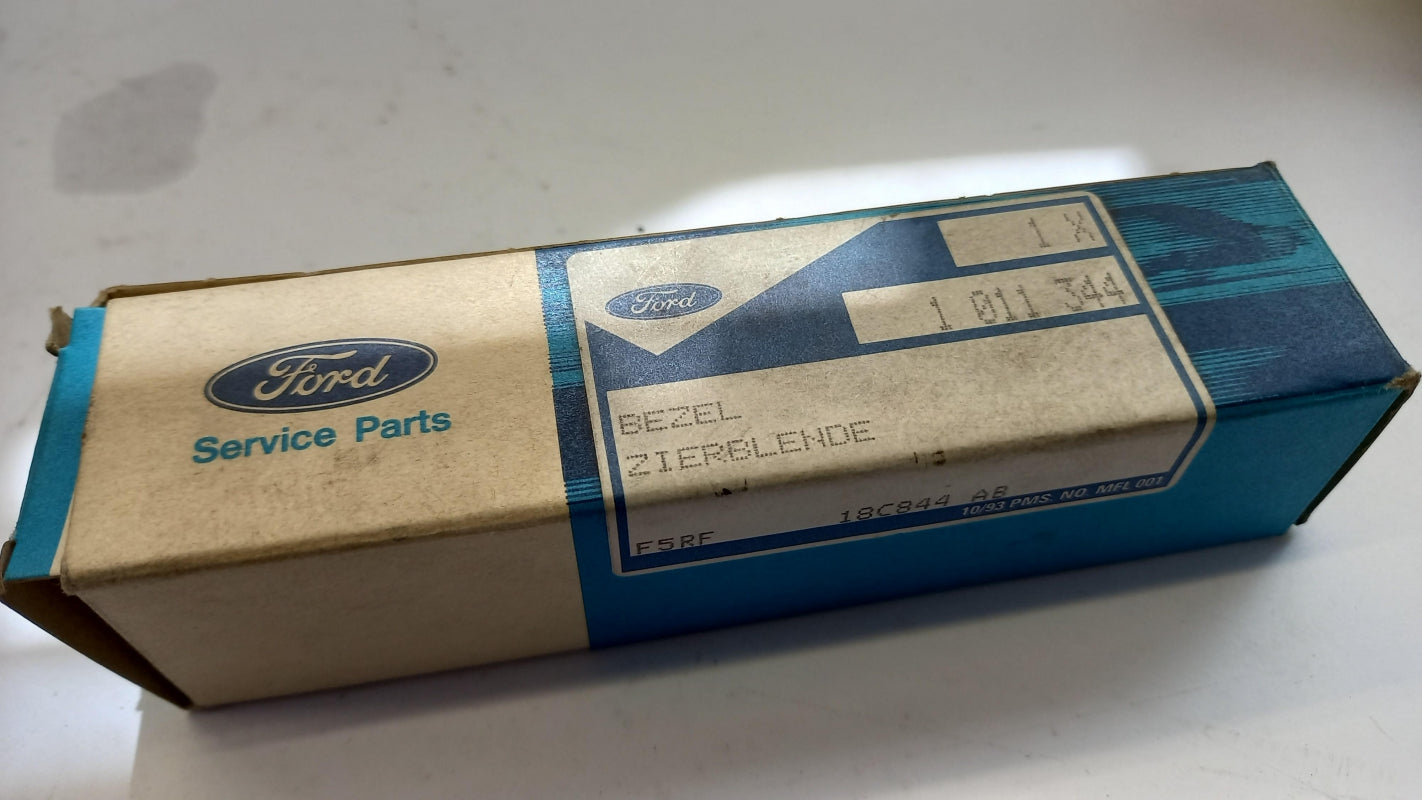 Ford
Service Parts
Ford
1 X
1 011 344
BEZEL
ZIERBLENDE
18C844 AB
10/93 PMS. NO. MFL 001
F5RF